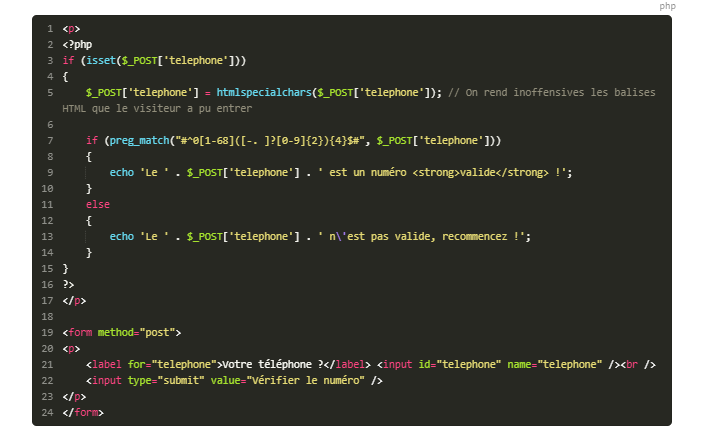 php
1 <p>
2 <?php
3 if (isset($_POST['telephone']))
4 {
5     $_POST['telephone'] = htmlspecialchars($_POST['telephone']); // On rend inoffensives les balises
HTML que le visiteur a pu entrer
6
7     if (preg_match("#^0[1-68]([-. ]?[0-9]{2}){4}$#", $_POST['telephone']))
8     {
9         echo 'Le ' . $_POST['telephone'] . ' est un numéro <strong>valide</strong> !';
10     }
11     else
12     {
13         echo 'Le ' . $_POST['telephone'] . ' n\'est pas valide, recommencez !';
14     }
15 }
16 ?>
17 </p>
18
19 <form method="post">
20 <p>
21     <label for="telephone">Votre téléphone ?</label> <input id="telephone" name="telephone" /><br />
22     <input type="submit" value="Vérifier le numéro" />
23 </p>
24 </form>